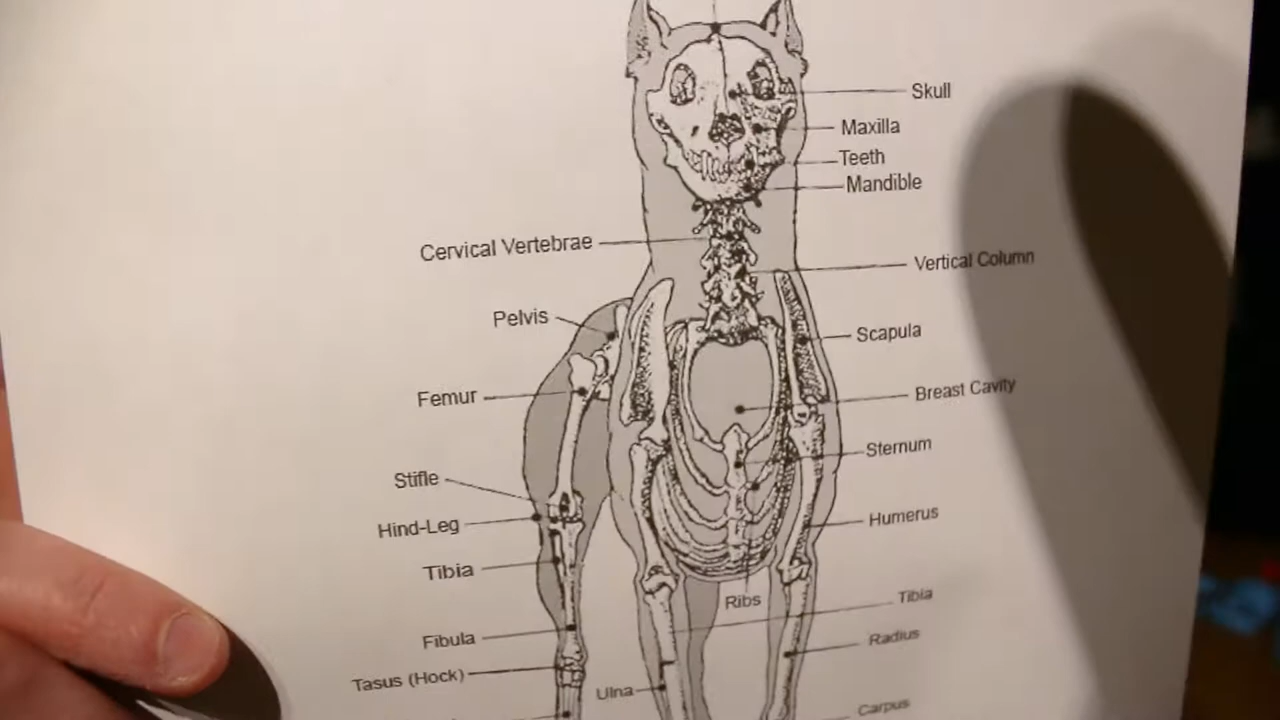 Skull
Maxilla
Teeth
Mandible
Cervical Vertebrae
Vertical Column
Pelvis
Scapula
Femur
Breast Cavity
Sternum
Stifle
Hind-Leg
Humerus
Tibia
Ribs
Tibia
Fibula
Radius
Tasus (Hock)
Ulna
Carpus